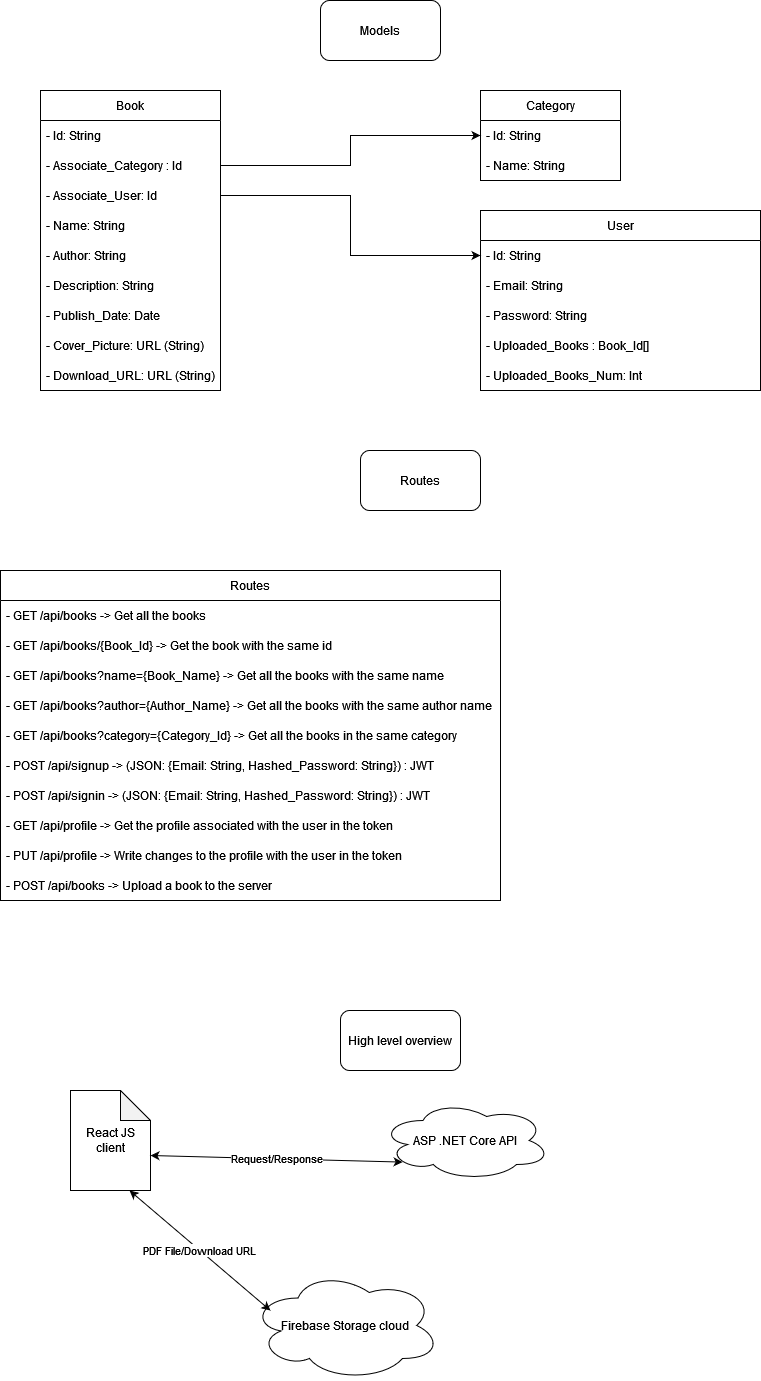 Models
Book
- Id: String
- Associate_Category : Id
- Associate_User: Id
- Name: String
- Author: String
- Description: String
- Publish_Date: Date
- Cover_Picture: URL (String)
- Download_URL: URL (String)
Category
- Id: String
- Name: String
User
- Id: String
- Email: String
- Password: String
- Uploaded_Books : Book_Id[]
- Uploaded_Books_Num: Int
Routes
Routes
- GET /api/books -> Get all the books
- GET /api/books/{Book_Id} -> Get the book with the same id
- GET /api/books?name={Book_Name} -> Get all the books with the same name
- GET /api/books?author={Author_Name} -> Get all the books with the same author name
- GET /api/books?category={Category_Id} -> Get all the books in the same category
- POST /api/signup -> (JSON: {Email: String, Hashed_Password: String}) : JWT
- POST /api/signin -> (JSON: {Email: String, Hashed_Password: String}) : JWT
- GET /api/profile -> Get the profile associated with the user in the token
- PUT /api/profile -> Write changes to the profile with the user in the token
- POST /api/books -> Upload a book to the server
High level overview
React JS
client
Request/Response
ASP .NET Core API
PDF File/Download URL
Firebase Storage cloud